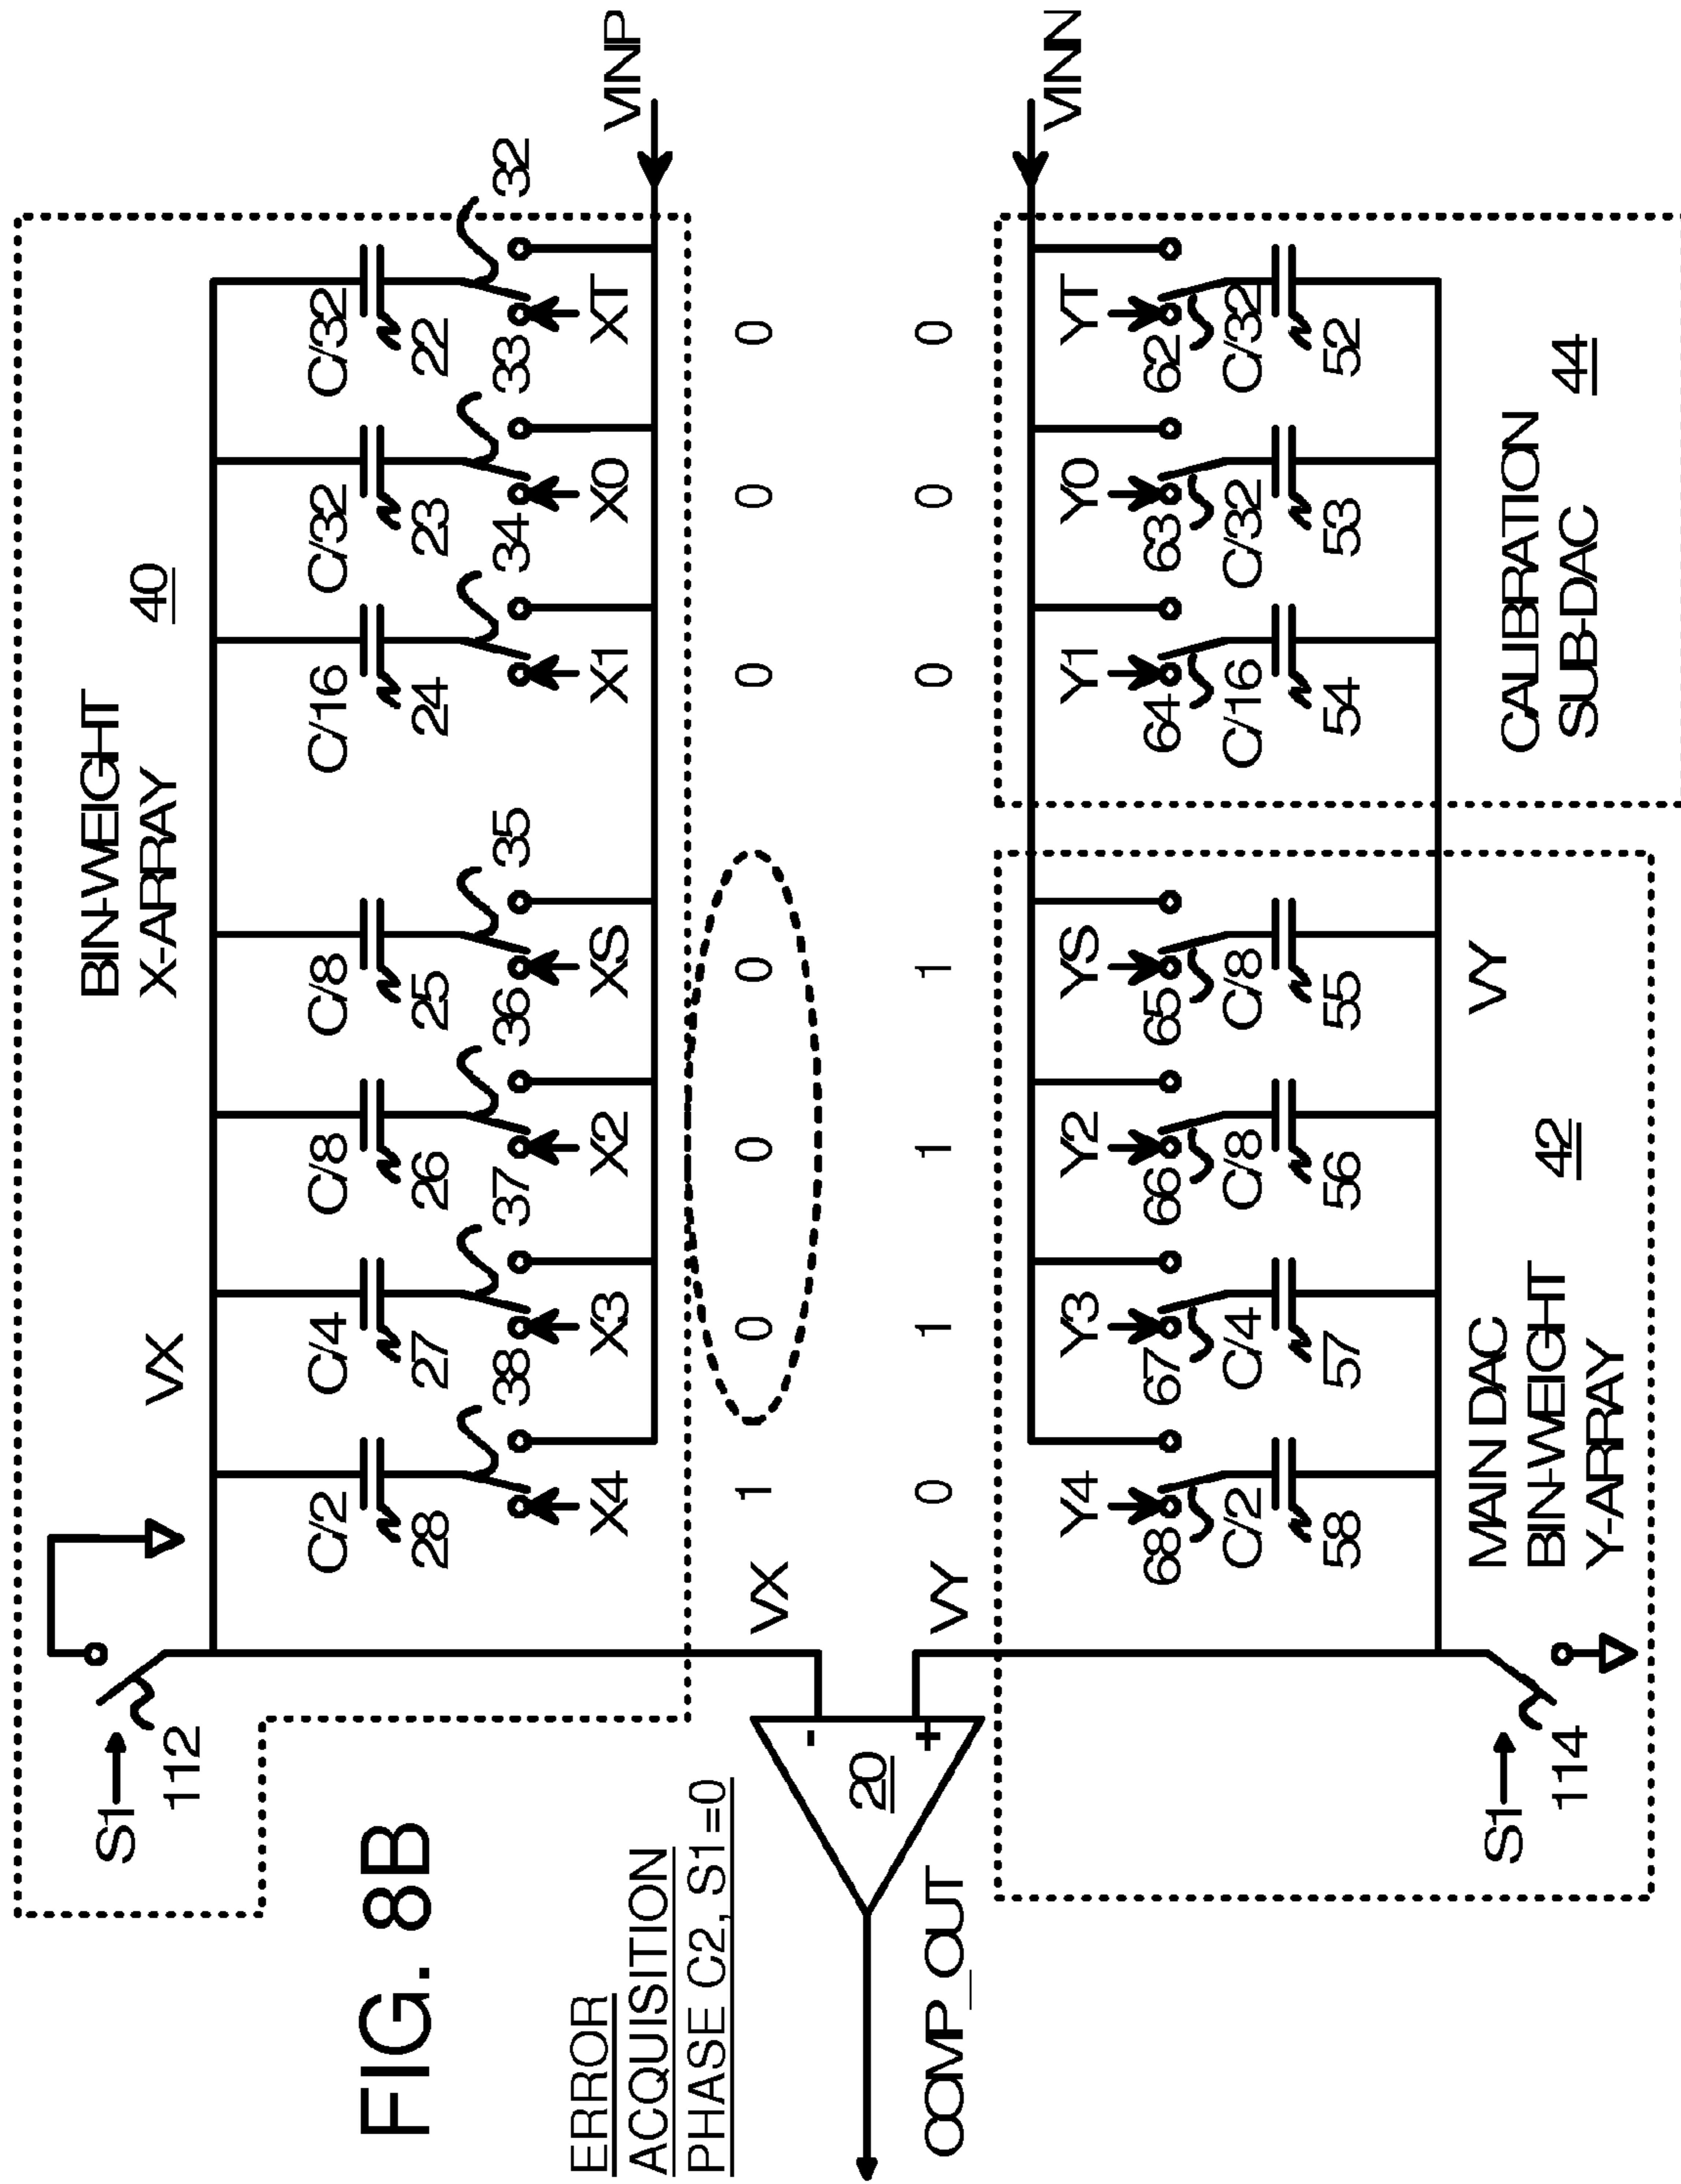 FIG. 8B
ERROR
ACQUISITION
PHASE C2, S1=0
S1
112
VX
BIN-WEIGHT
X-ARRAY
40
C/2 C/4 C/8 C/8 C/16 C/32 C/32
28 27 26 25 24 23 22
38 37 36 35 34 33 32
X4 X3 X2 XS X1 X0 XT
VINP
VX 1 0 0 0 0 0 0
- 
20
+
COMP_OUT
VY 0 1 1 1 0 0 0
VINN
Y4 Y3 Y2 YS Y1 Y0 YT
68 67 66 65 64 63 62
C/2 C/4 C/8 C/8 C/16 C/32 C/32
58 57 56 55 54 53 52
VY
MAIN DAC
BIN-WEIGHT
Y-ARRAY
42
CALIBRATION
SUB-DAC
44
S1
114